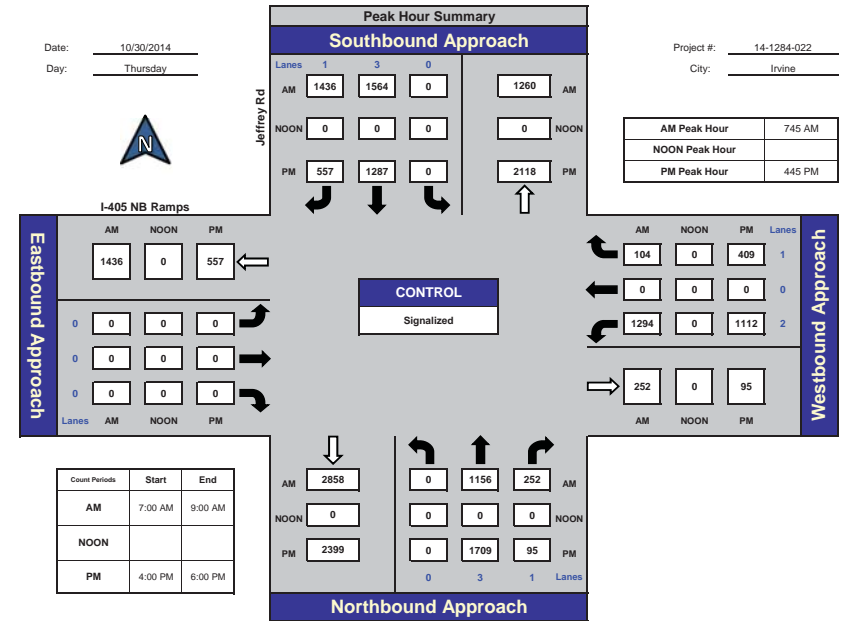 Peak Hour Summary
Southbound Approach
Date: 10/30/2014
Day: Thursday
Project #: 14-1284-022
City: Irvine
N
Jeffrey Rd
Lanes 1 3 0
AM 1436 1564 0 1260 AM
NOON 0 0 0 0 NOON
PM 557 1287 0 2118 PM
AM Peak Hour 745 AM
NOON Peak Hour
PM Peak Hour 445 PM
I-405 NB Ramps
Eastbound Approach
AM NOON PM
1436 0 557
0 0 0 0
0 0 0 0
0 0 0 0
Lanes AM NOON PM
CONTROL
Signalized
AM NOON PM Lanes
104 0 409 1
0 0 0 0
1294 0 1112 2
252 0 95
AM NOON PM
Westbound Approach
Count Periods Start End
AM 7:00 AM 9:00 AM
NOON
PM 4:00 PM 6:00 PM
AM 2858 0 1156 252 AM
NOON 0 0 0 0 NOON
PM 2399 0 1709 95 PM
0 3 1 Lanes
Northbound Approach